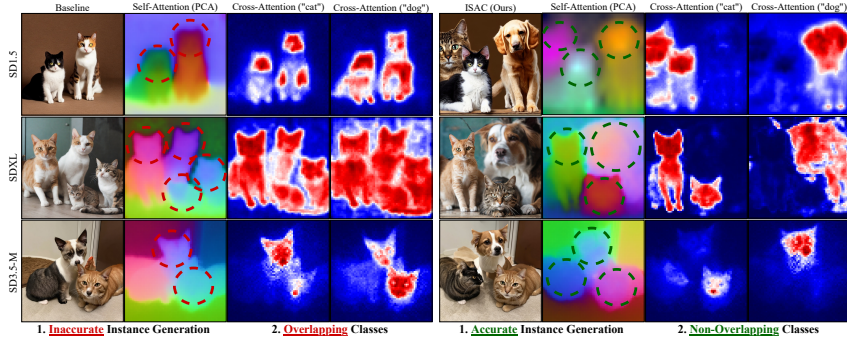 Baseline Self-Attention (PCA) Cross-Attention ("cat") Cross-Attention ("dog") ISAC (Ours) Self-Attention (PCA) Cross-Attention ("cat") Cross-Attention ("dog")
SD1.5
SDXL
SD3.5-M
1. Inaccurate Instance Generation 2. Overlapping Classes 1. Accurate Instance Generation 2. Non-Overlapping Classes